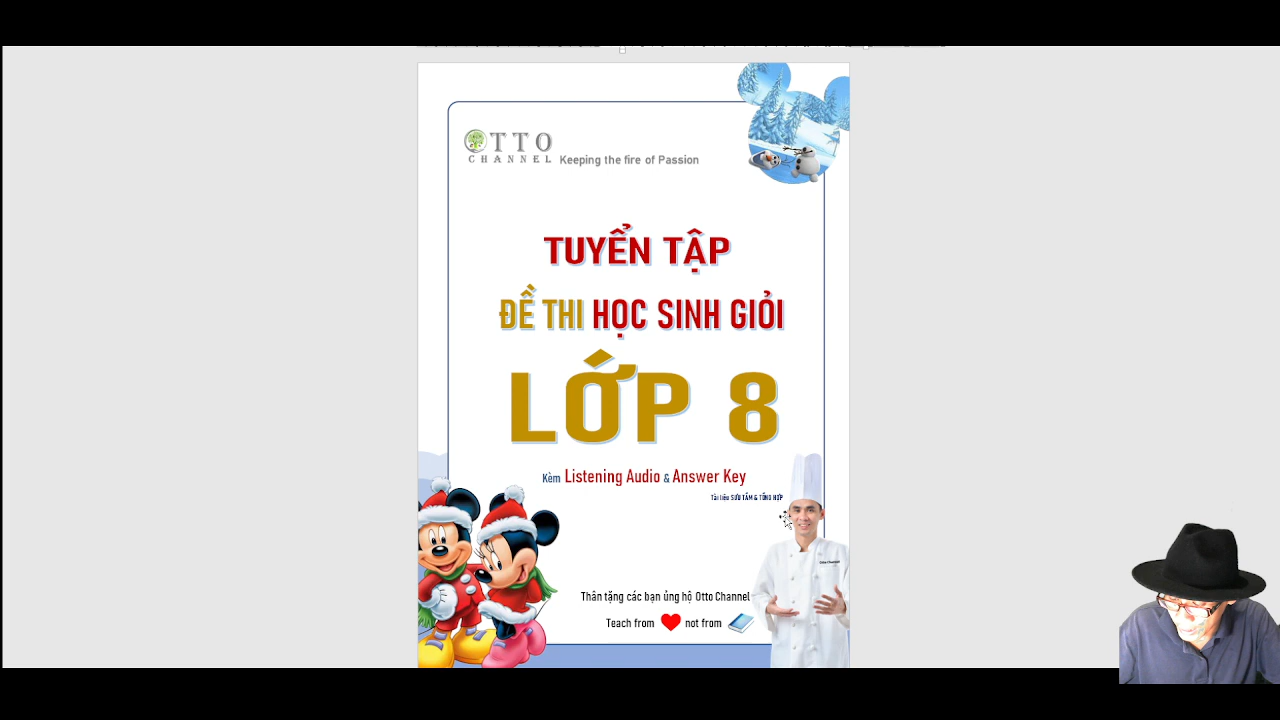 OTTO
CHANNEL Keeping the fire of Passion
TUYỂN TẬP
ĐỀ THI HỌC SINH GIỎI
LỚP 8
Kèm Listening Audio & Answer Key
Tài liệu SƯU TẦM & TỔNG HỢP
Thân tặng các bạn ủng hộ Otto Channel
Teach from not from